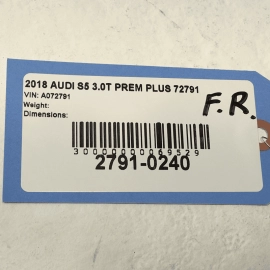 2018 AUDI S5 3.0T PREM PLUS 72791
VIN: A072791
Weight:
Dimensions:
F.R.
30000000069529
2791-0240